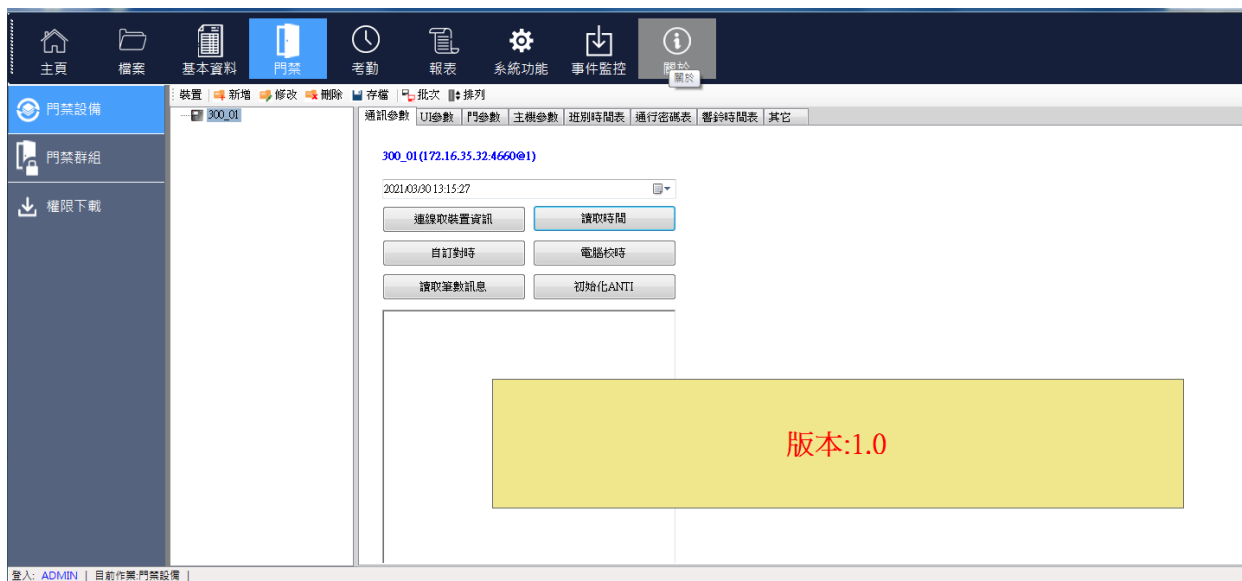 主頁 檔案 基本資料 門禁 考勤 報表 系統功能 事件監控 關於
關於
裝置 新增 修改 刪除 存檔 批次 排列
門禁設備
門禁群組
權限下載
300_01
通訊參數 UI參數 門參數 主機參數 班別時間表 通行密碼表 響鈴時間表 其它
300_01(172.16.35.32:4660@1)
2021/03/30 13:15:27
連線取裝置資訊 讀取時間
自訂對時 電腦校時
讀取筆數訊息 初始化ANTI
版本:1.0
登入: ADMIN | 目前作業:門禁設備 |